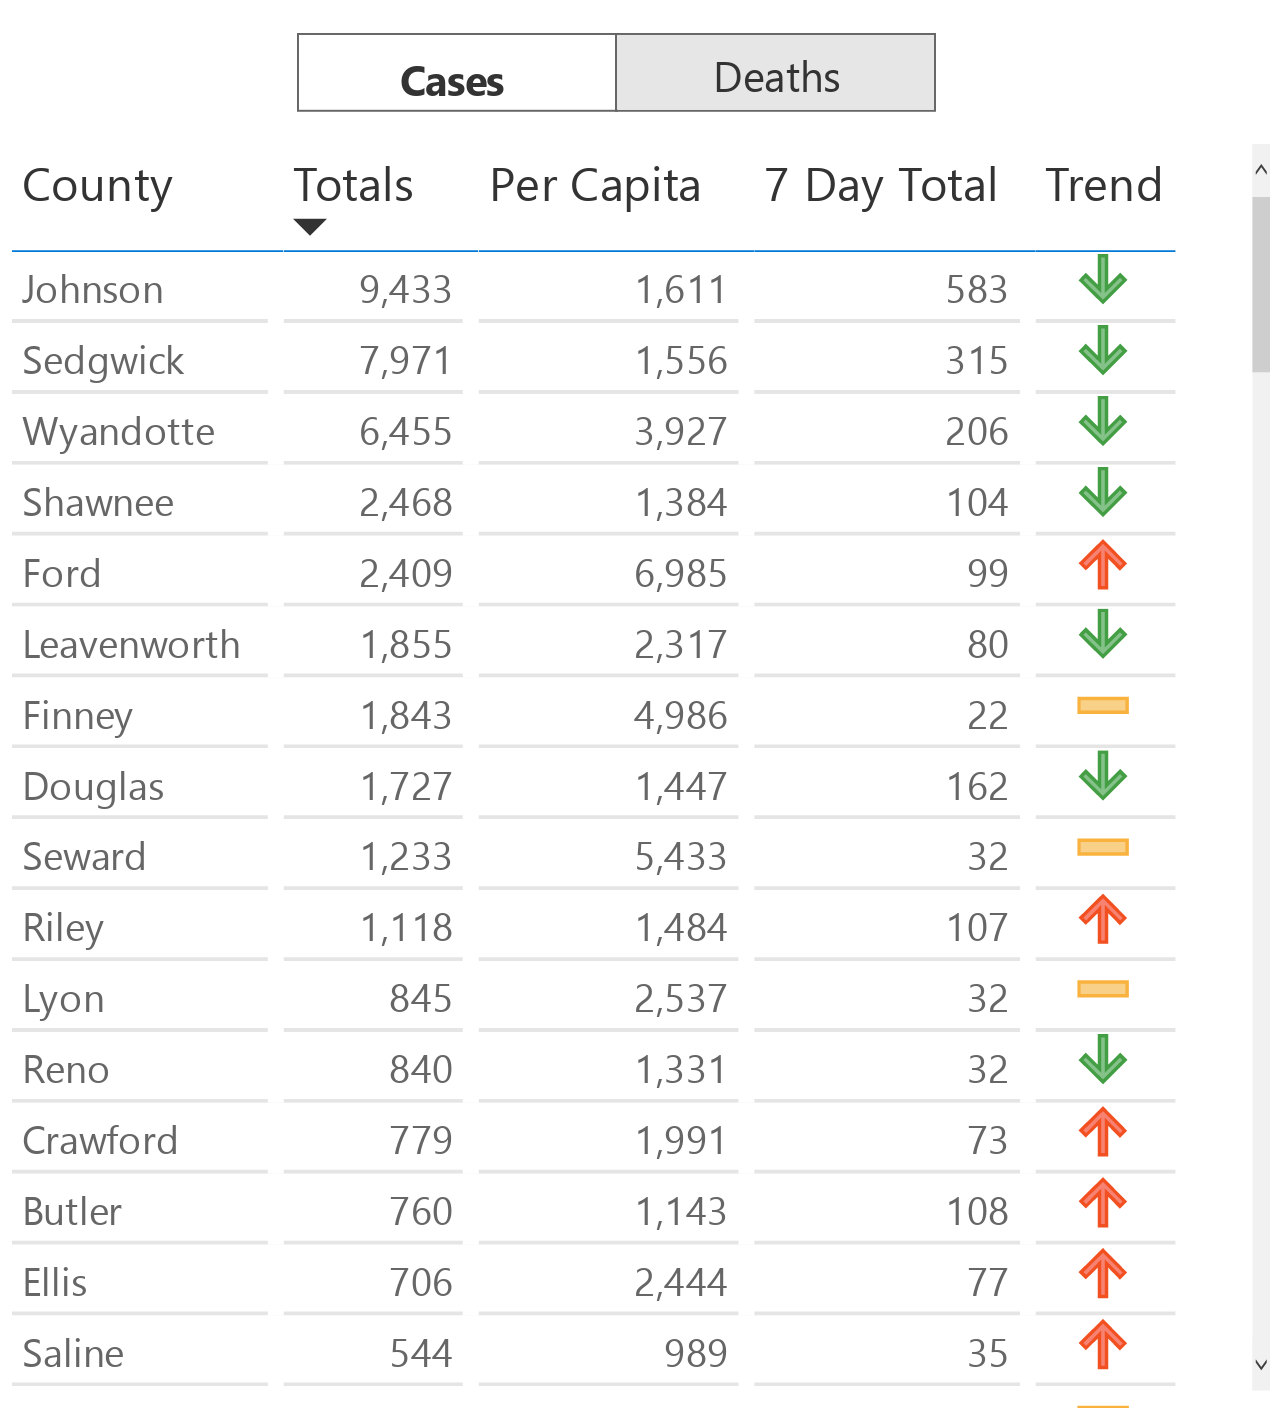 Cases Deaths
County Totals Per Capita 7 Day Total Trend
Johnson 9,433 1,611 583
Sedgwick 7,971 1,556 315
Wyandotte 6,455 3,927 206
Shawnee 2,468 1,384 104
Ford 2,409 6,985 99
Leavenworth 1,855 2,317 80
Finney 1,843 4,986 22
Douglas 1,727 1,447 162
Seward 1,233 5,433 32
Riley 1,118 1,484 107
Lyon 845 2,537 32
Reno 840 1,331 32
Crawford 779 1,991 73
Butler 760 1,143 108
Ellis 706 2,444 77
Saline 544 989 35